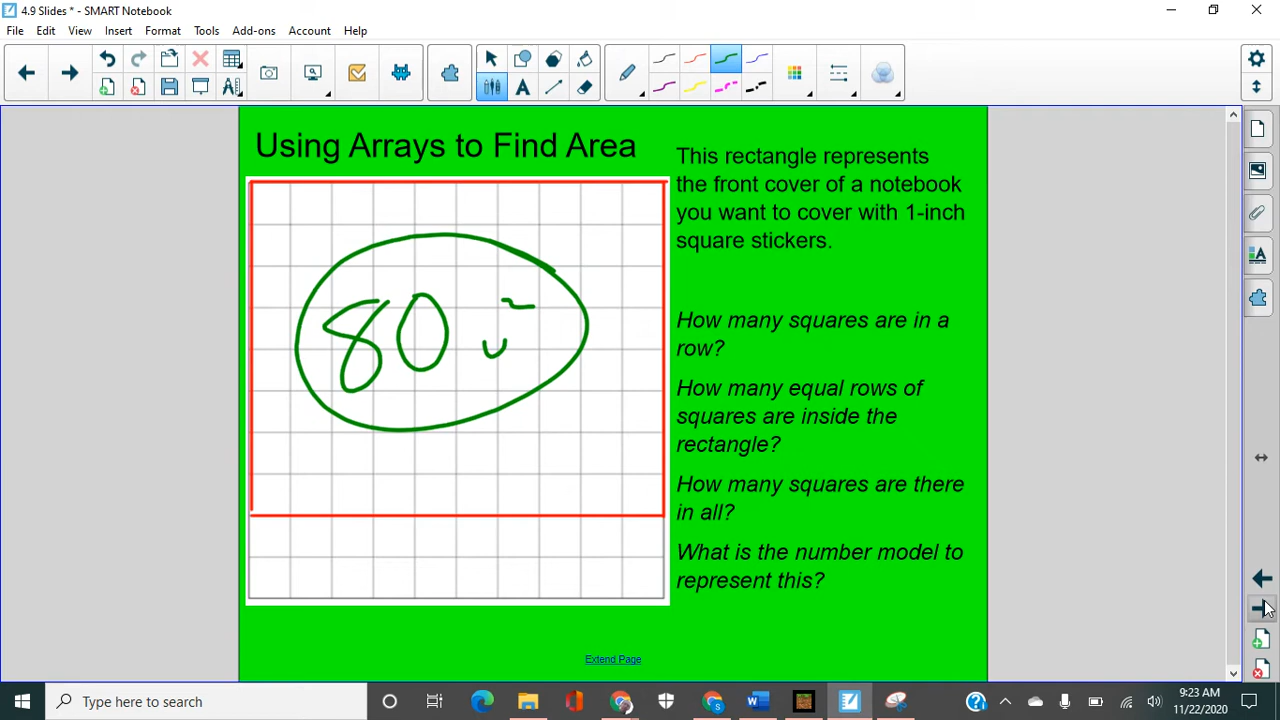 4.9 Slides * - SMART Notebook
File Edit View Insert Format Tools Add-ons Account Help
Using Arrays to Find Area
80 u
This rectangle represents
the front cover of a notebook
you want to cover with 1-inch
square stickers.
How many squares are in a
row?
How many equal rows of
squares are inside the
rectangle?
How many squares are there
in all?
What is the number model to
represent this?
Extend Page
Type here to search
9:23 AM
11/22/2020